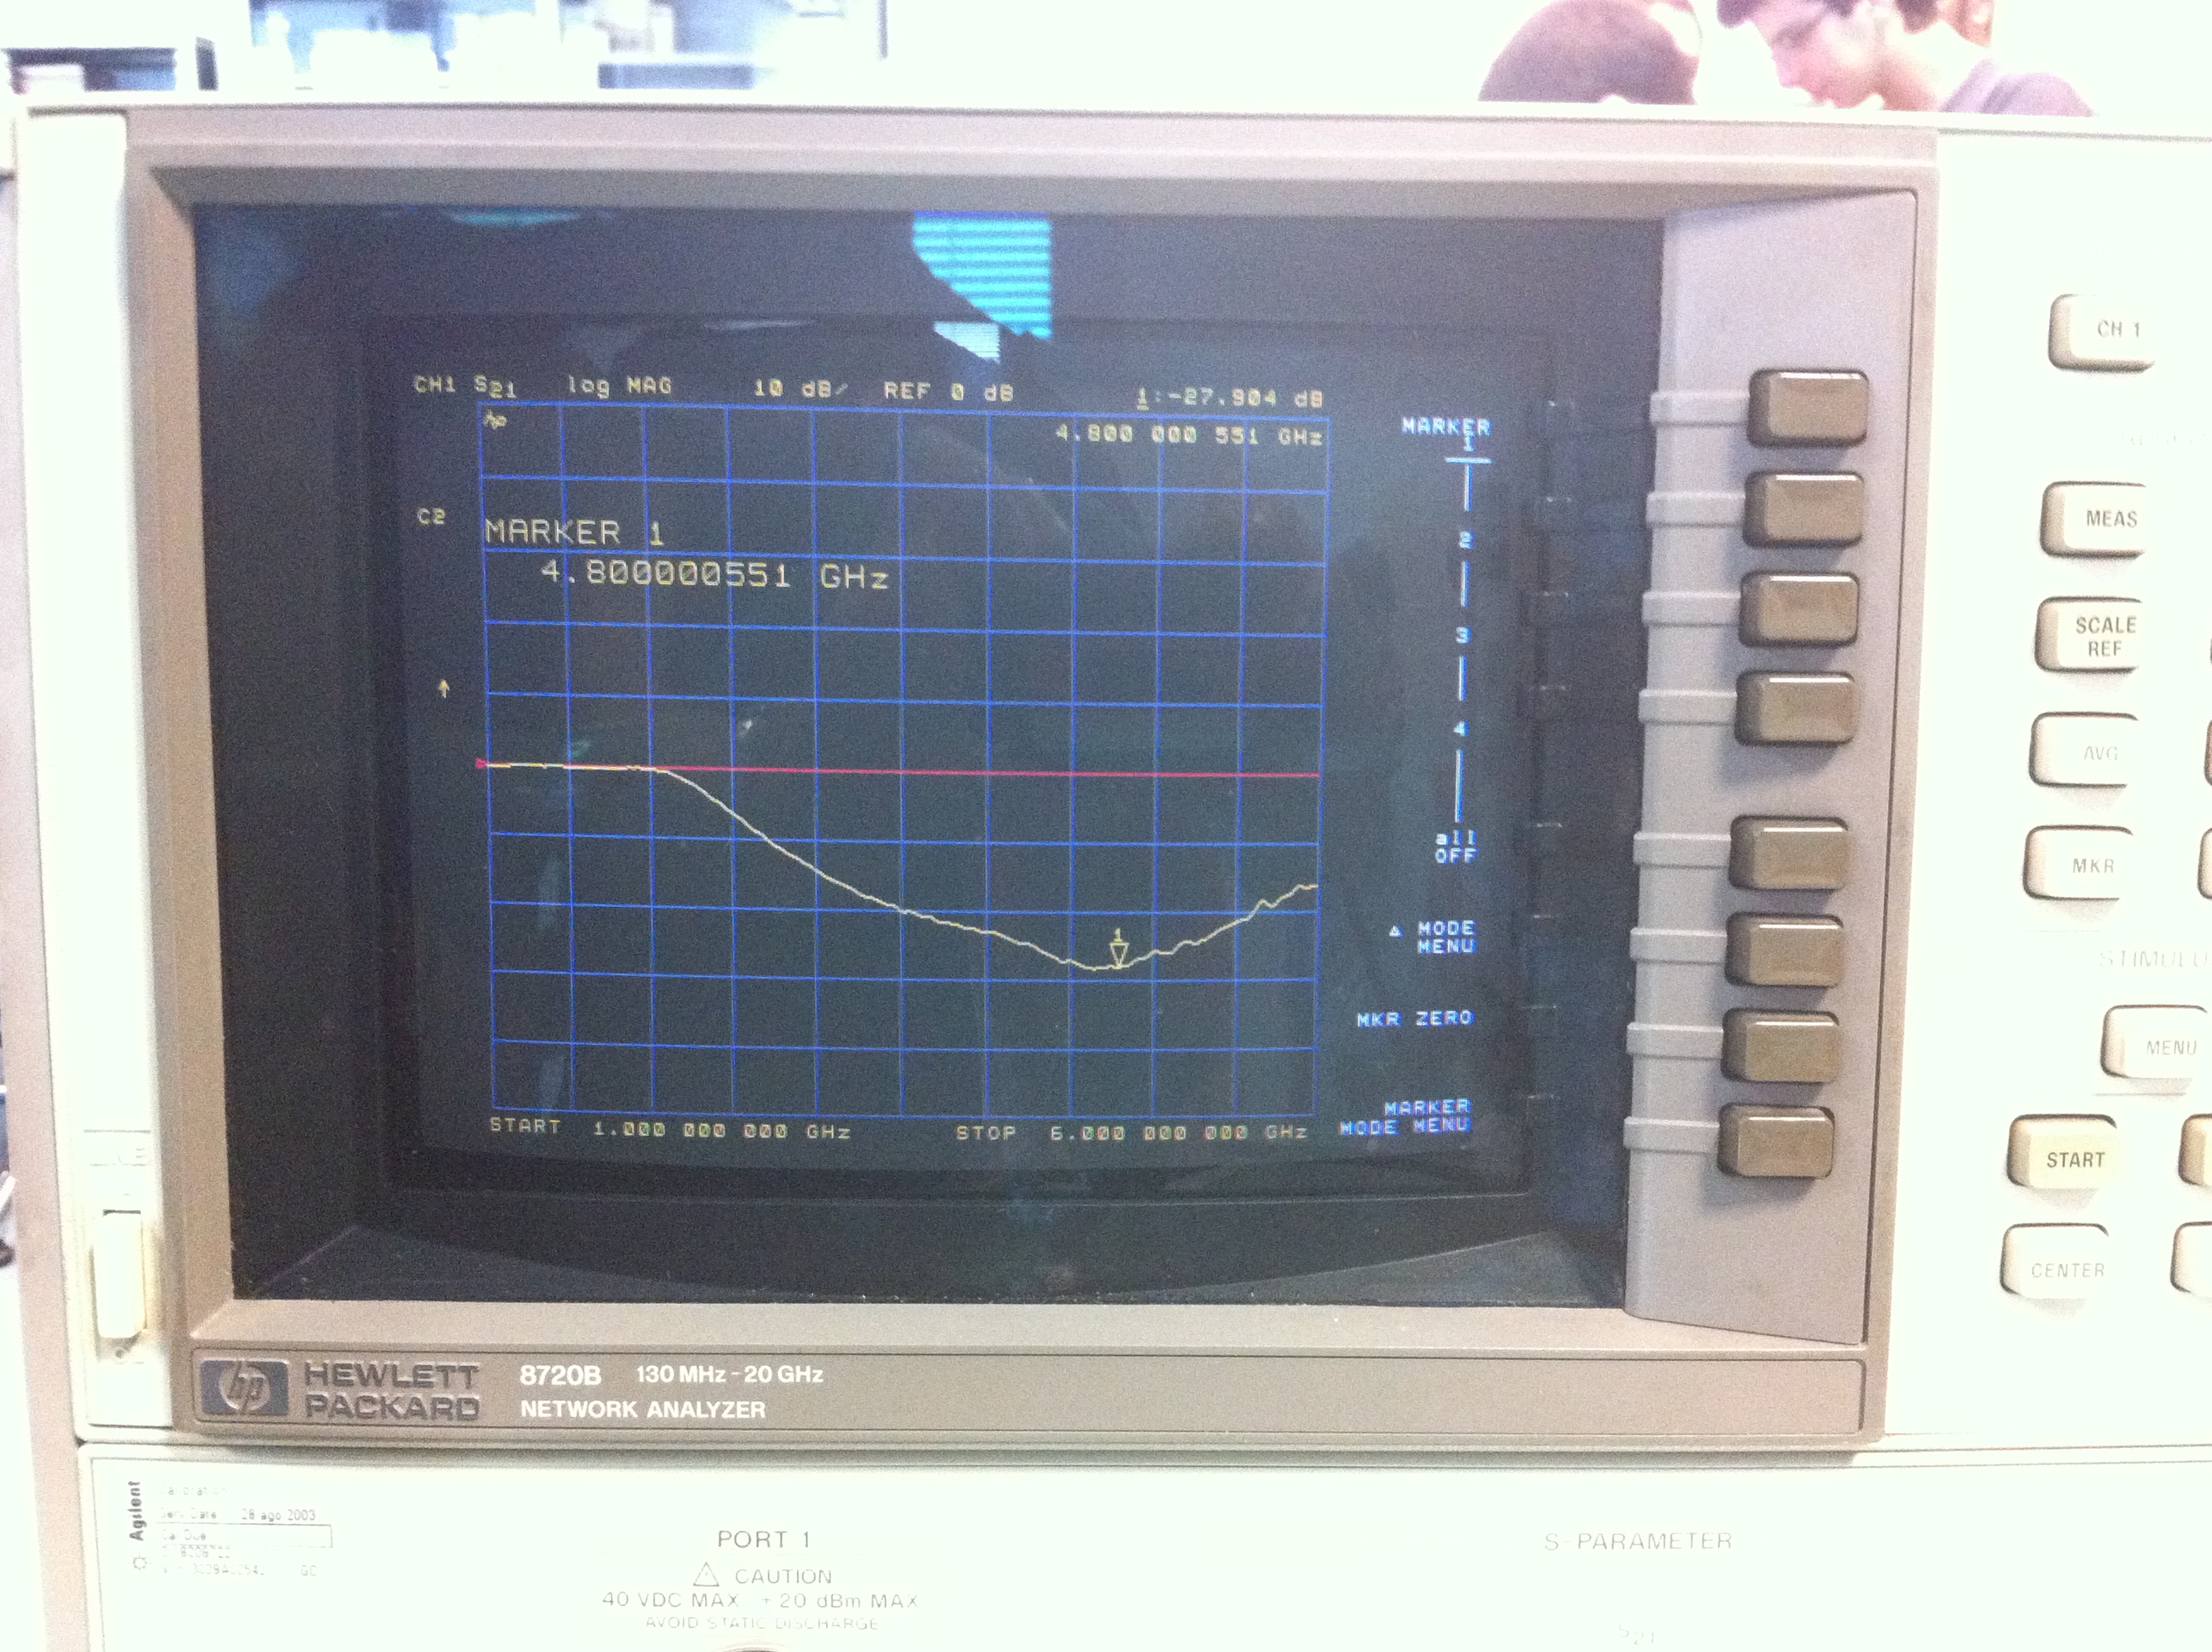 CH1 S21 log MAG 10 dB/ REF 0 dB 1:-27.904 dB
hp
4.800 000 551 GHz
MARKER
1
C2
MARKER 1
4.800000551 GHz
2
3
4
all
OFF
Δ MODE
MENU
MKR ZERO
MARKER
MODE MENU
START 1.000 000 000 GHz STOP 6.000 000 000 GHz
CH 1
MEAS
SCALE
REF
AVG
MKR
MENU
START
CENTER
hp HEWLETT
PACKARD
8720B 130 MHz - 20 GHz
NETWORK ANALYZER
Agilent
28 ago 2003
PORT 1
CAUTION
40 VDC MAX + 20 dBm MAX
AVOID STATIC DISCHARGE
S-PARAMETER
S21